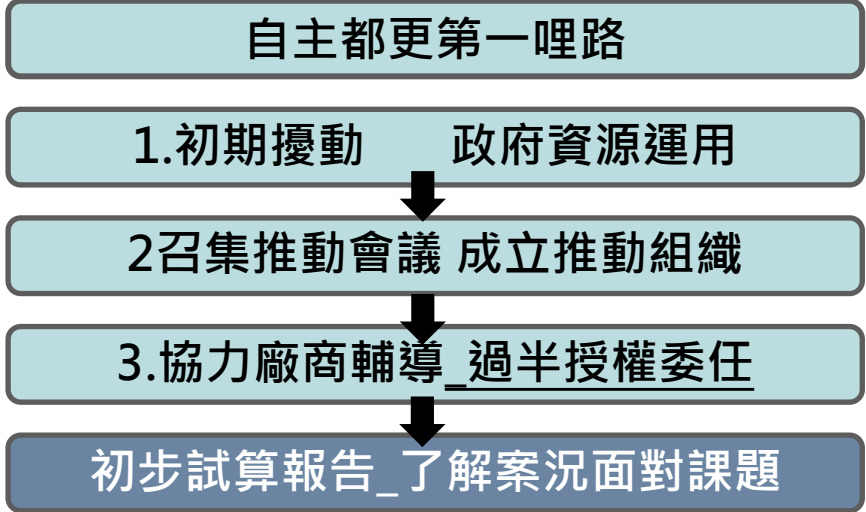 自主都更第一哩路
1.初期擾動 政府資源運用
2召集推動會議 成立推動組織
3.協力廠商輔導_過半授權委任
初步試算報告_了解案況面對課題